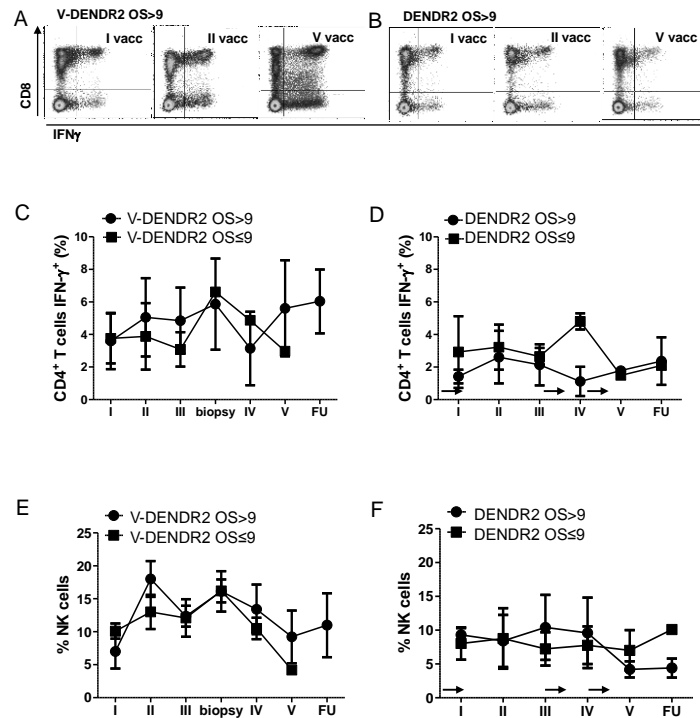 A V-DENDR2 OS>9 B DENDR2 OS>9
I vacc II vacc V vacc I vacc II vacc V vacc
CD8
IFNγ
C
V-DENDR2 OS>9
V-DENDR2 OS≤9
CD4⁺ T cells IFN-γ⁺ (%)
10
8
6
4
2
0
I II III biopsy IV V FU
D
DENDR2 OS>9
DENDR2 OS≤9
CD4⁺ T cells IFN-γ⁺ (%)
10
8
6
4
2
0
I II III IV V FU
E
V-DENDR2 OS>9
V-DENDR2 OS≤9
% NK cells
25
20
15
10
5
0
I II III biopsy IV V FU
F
DENDR2 OS>9
DENDR2 OS≤9
% NK cells
25
20
15
10
5
0
I II III IV V FU